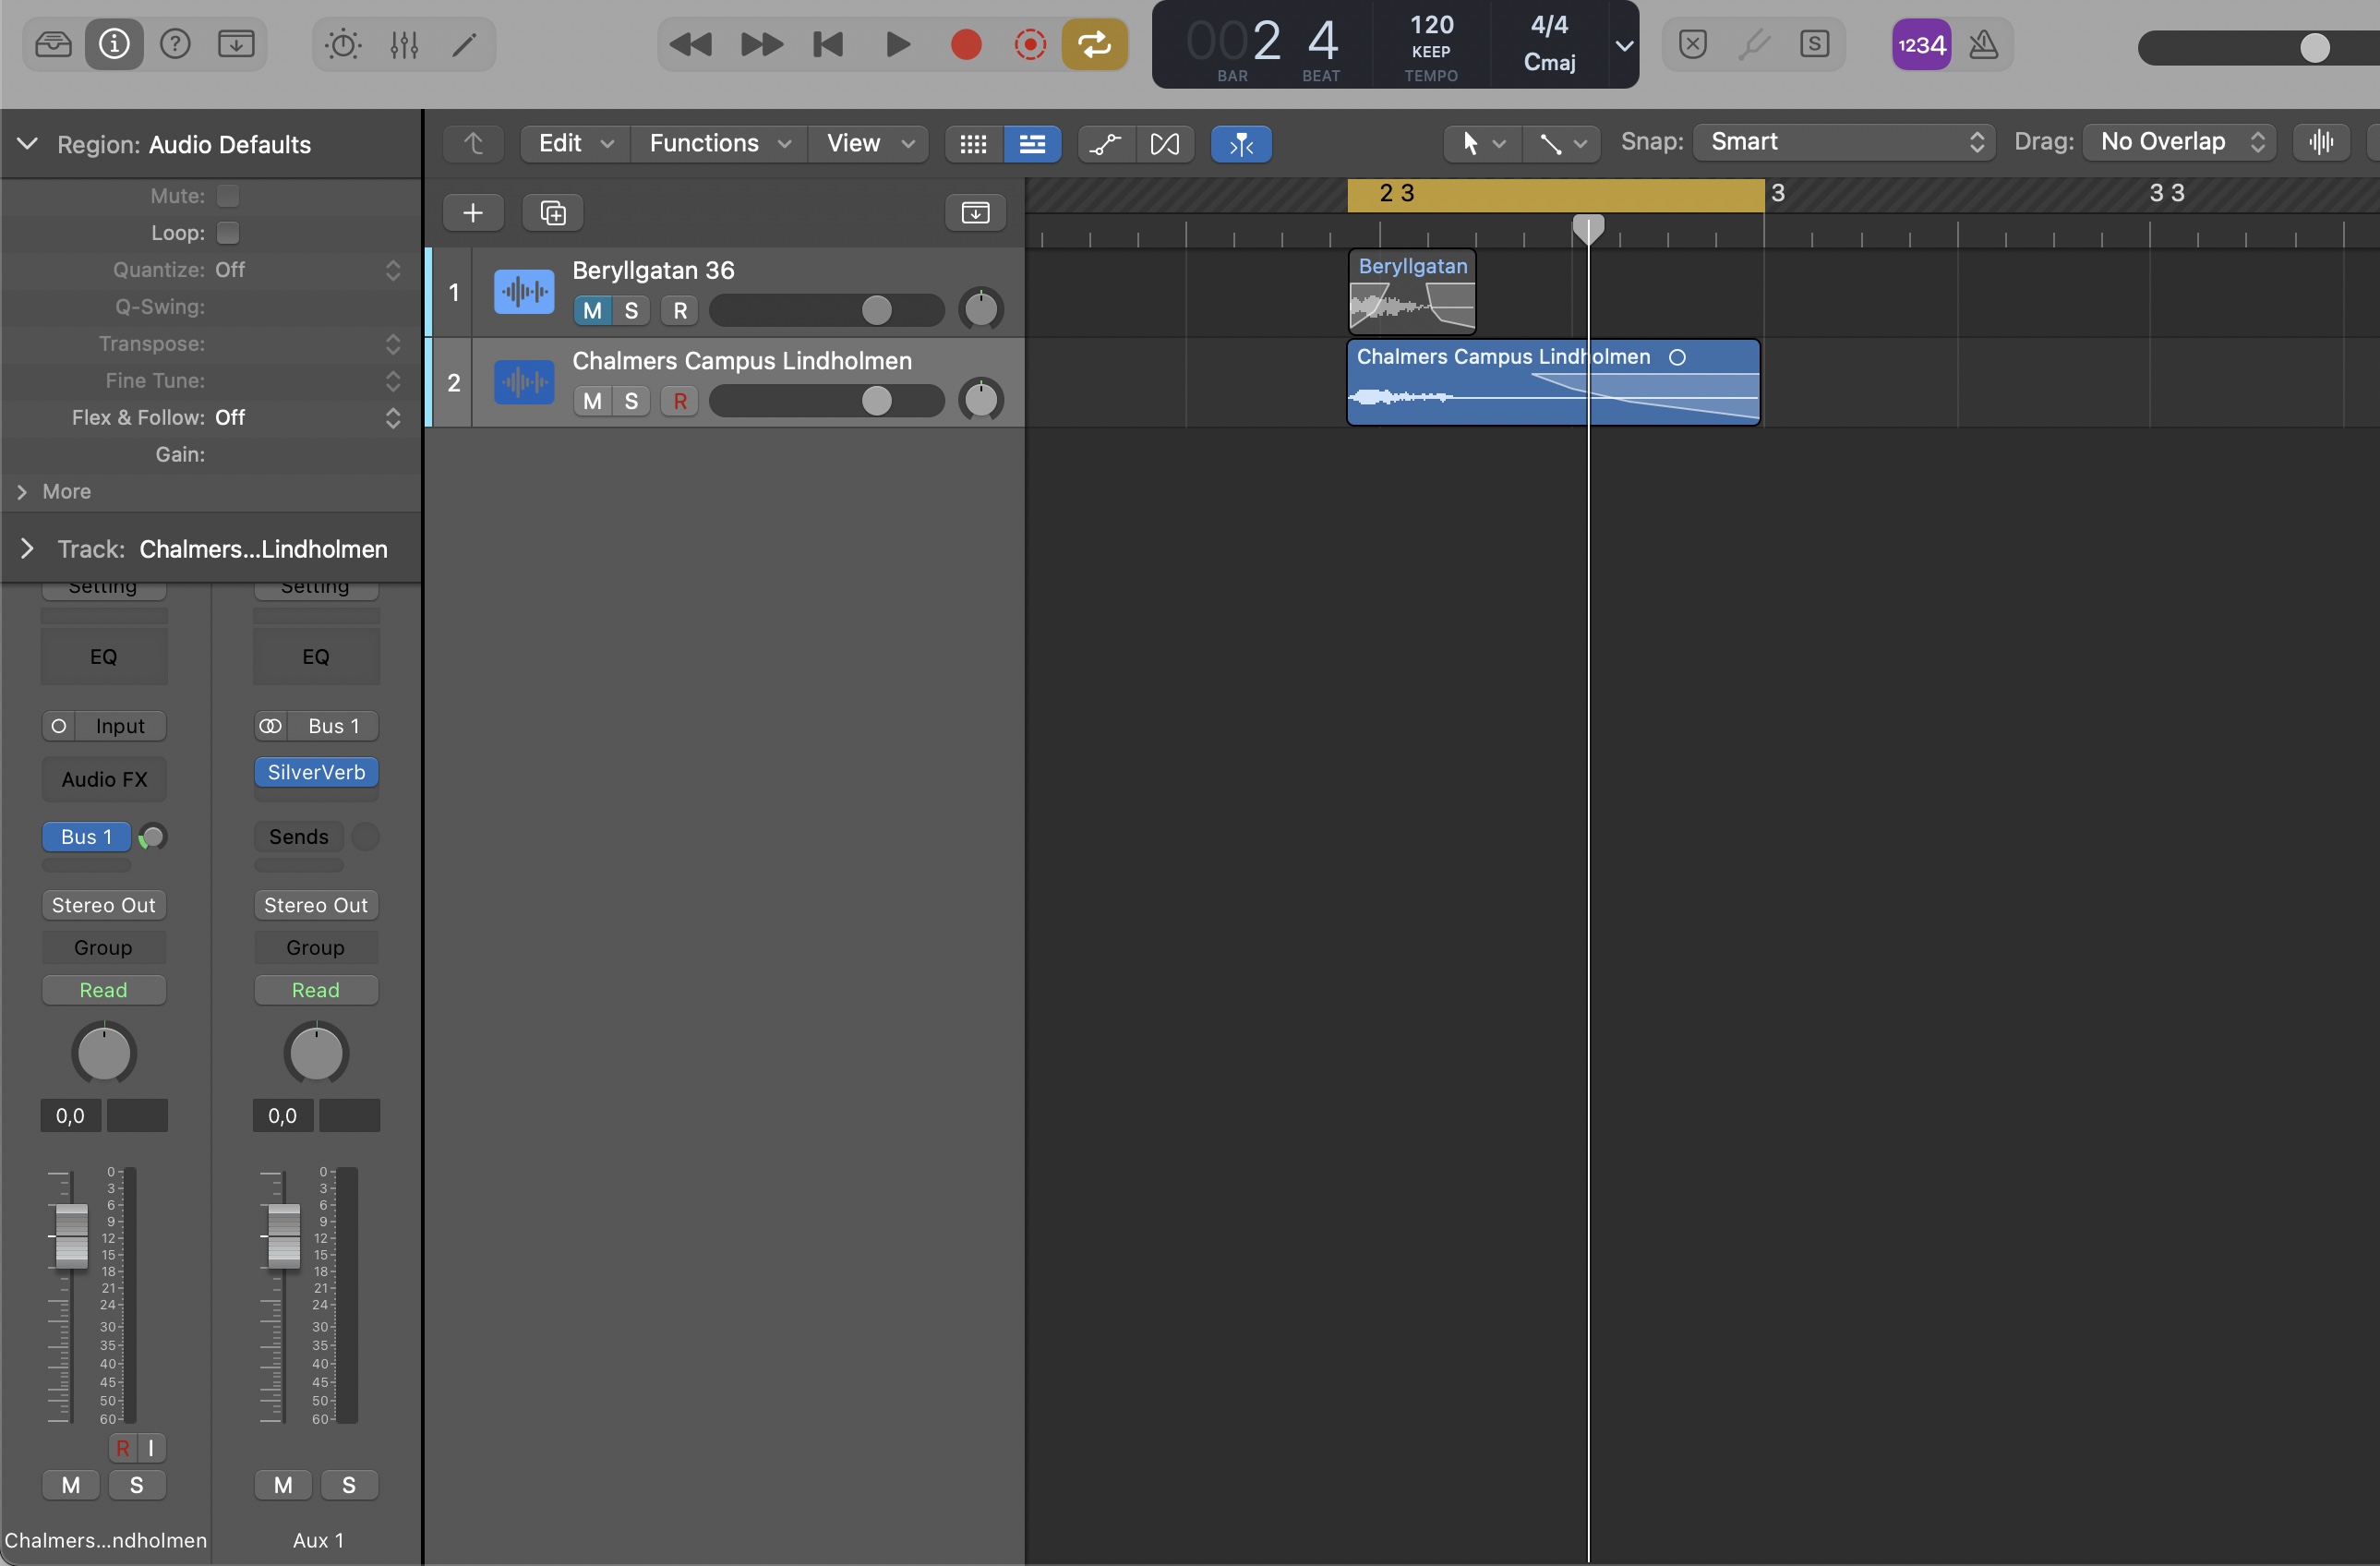 002 4
BAR BEAT
120
KEEP
TEMPO
4/4
Cmaj
S
1234
Region: Audio Defaults
Mute:
Loop:
Quantize: Off
Q-Swing:
Transpose:
Fine Tune:
Flex & Follow: Off
Gain:
More
Track: Chalmers...Lindholmen
Edit Functions View
Snap: Smart
Drag: No Overlap
2 3 3 3 3
1
Beryllgatan 36
M S R
Beryllgatan
2
Chalmers Campus Lindholmen
M S R
Chalmers Campus Lindholmen
Setting Setting
EQ EQ
Input Bus 1
Audio FX SilverVerb
Bus 1 Sends
Stereo Out Stereo Out
Group Group
Read Read
0,0 0,0
0 0
3 3
6 6
9 9
12 12
15 15
18 18
21 21
24 24
30 30
35 35
40 40
45 45
50 50
60 60
R I
M S M S
Chalmers...ndholmen Aux 1